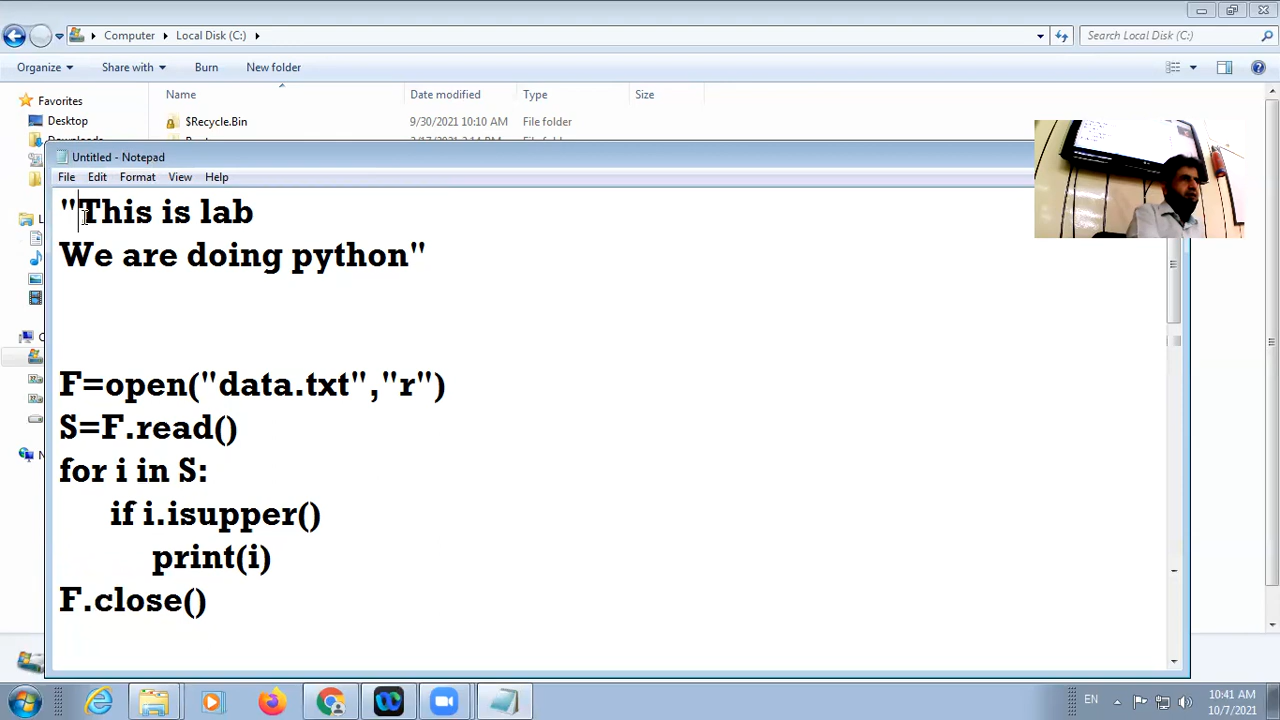 Computer Local Disk (C:) Search Local Disk (C:)
Organize Share with Burn New folder
Favorites Name Date modified Type Size
Desktop $Recycle.Bin 9/30/2021 10:10 AM File folder
Untitled - Notepad
File Edit Format View Help
"This is lab
We are doing python"
F=open("data.txt","r")
S=F.read()
for i in S:
if i.isupper()
print(i)
F.close()
EN 10:41 AM
10/7/2021